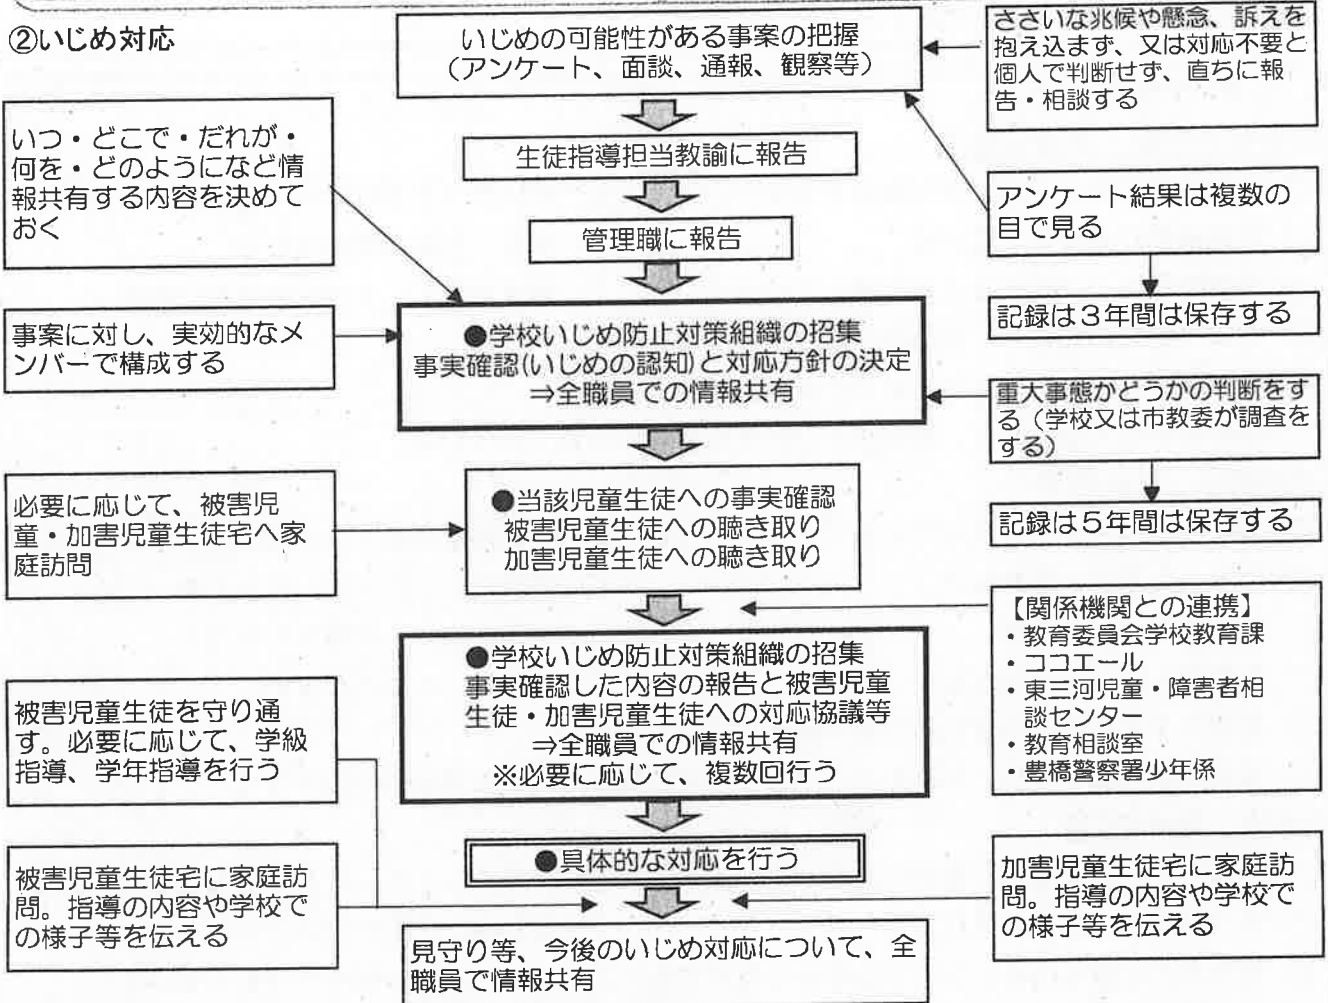 ②いじめ対応
いじめの可能性がある事案の把握
（アンケート、面談、通報、観察等）
ささいな兆候や懸念、訴えを
抱え込まず、又は対応不要と
個人で判断せず、直ちに報
告・相談する
いつ・どこで・だれが・
何を・どのようになど情
報共有する内容を決めて
おく
生徒指導担当教諭に報告
アンケート結果は複数の
目で見る
管理職に報告
記録は３年間は保存する
事案に対し、実効的なメ
ンバーで構成する
●学校いじめ防止対策組織の招集
事実確認(いじめの認知)と対応方針の決定
⇒全職員での情報共有
重大事態かどうかの判断をす
る（学校又は市教委が調査を
する）
記録は５年間は保存する
必要に応じて、被害児
童・加害児童生徒宅へ家
庭訪問
●当該児童生徒への事実確認
被害児童生徒への聴き取り
加害児童生徒への聴き取り
【関係機関との連携】
・教育委員会学校教育課
・ココエール
・東三河児童・障害者相
談センター
・教育相談室
・豊橋警察署少年係
●学校いじめ防止対策組織の招集
事実確認した内容の報告と被害児童
生徒・加害児童生徒への対応協議等
⇒全職員での情報共有
※必要に応じて、複数回行う
被害児童生徒を守り通
す。必要に応じて、学級
指導、学年指導を行う
●具体的な対応を行う
被害児童生徒宅に家庭訪
問。指導の内容や学校で
の様子等を伝える
加害児童生徒宅に家庭訪
問。指導の内容や学校で
の様子等を伝える
見守り等、今後のいじめ対応について、全
職員で情報共有